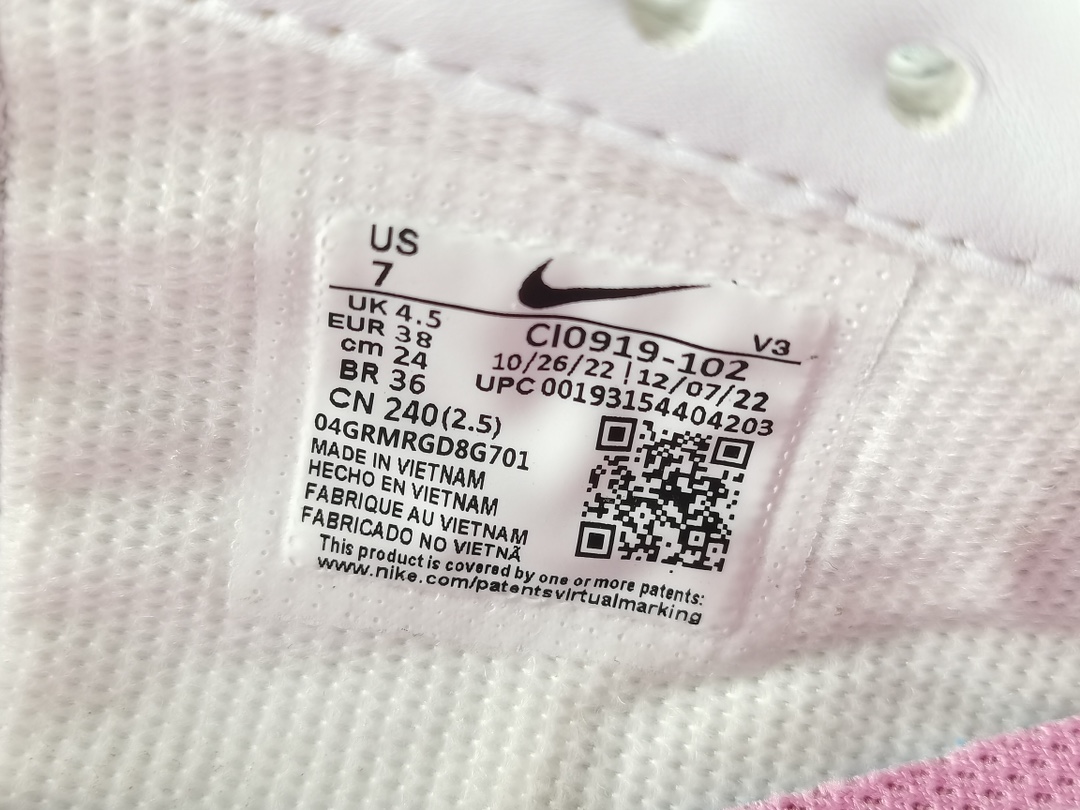 US
7
UK 4.5
EUR 38
cm 24
BR 36
CN 240(2.5)
CI0919-102
V3
10/26/22 | 12/07/22
UPC 00193154404203
04GRMRGD8G701
MADE IN VIETNAM
HECHO EN VIETNAM
FABRIQUE AU VIETNAM
FABRICADO NO VIETNÃ
This product is covered by one or more patents:
www.nike.com/patentsvirtualmarking